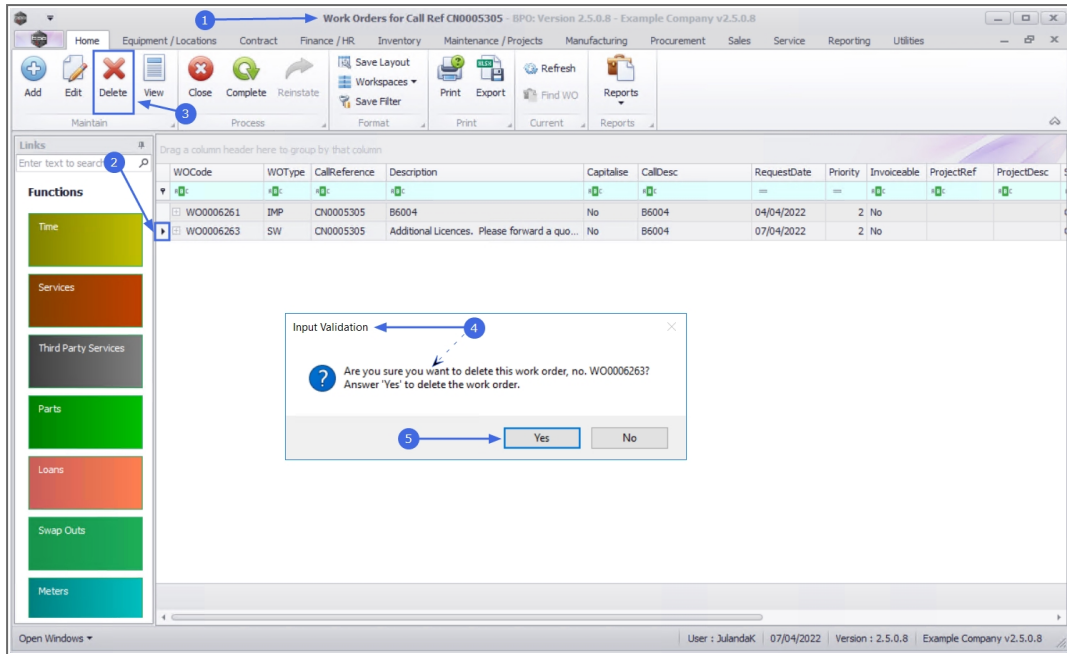 1
Work Orders for Call Ref CN0005305 - BPO: Version 2.5.0.8 - Example Company v2.5.0.8
Home Equipment / Locations Contract Finance / HR Inventory Maintenance / Projects Manufacturing Procurement Sales Service Reporting Utilities
Add Edit Delete View Close Complete Reinstate
Save Layout
Workspaces
Save Filter
Print Export
Refresh
Find WO
Reports
3
Maintain Process Format Print Current Reports
Links
Enter text to search
2
Drag a column header here to group by that column
WOCode WOType CallReference Description Capitalise CallDesc RequestDate Priority Invoiceable ProjectRef ProjectDesc
WO0006261 IMP CN0005305 B6004 No B6004 04/04/2022 2 No
WO0006263 SW CN0005305 Additional Licences. Please forward a quo... No B6004 07/04/2022 2 No
Functions
Time
Services
Third Party Services
Parts
Loans
Swap Outs
Meters
Input Validation
4
Are you sure you want to delete this work order, no. WO0006263?
Answer 'Yes' to delete the work order.
5
Yes No
Open Windows
User : JulandaK 07/04/2022 Version : 2.5.0.8 Example Company v2.5.0.8